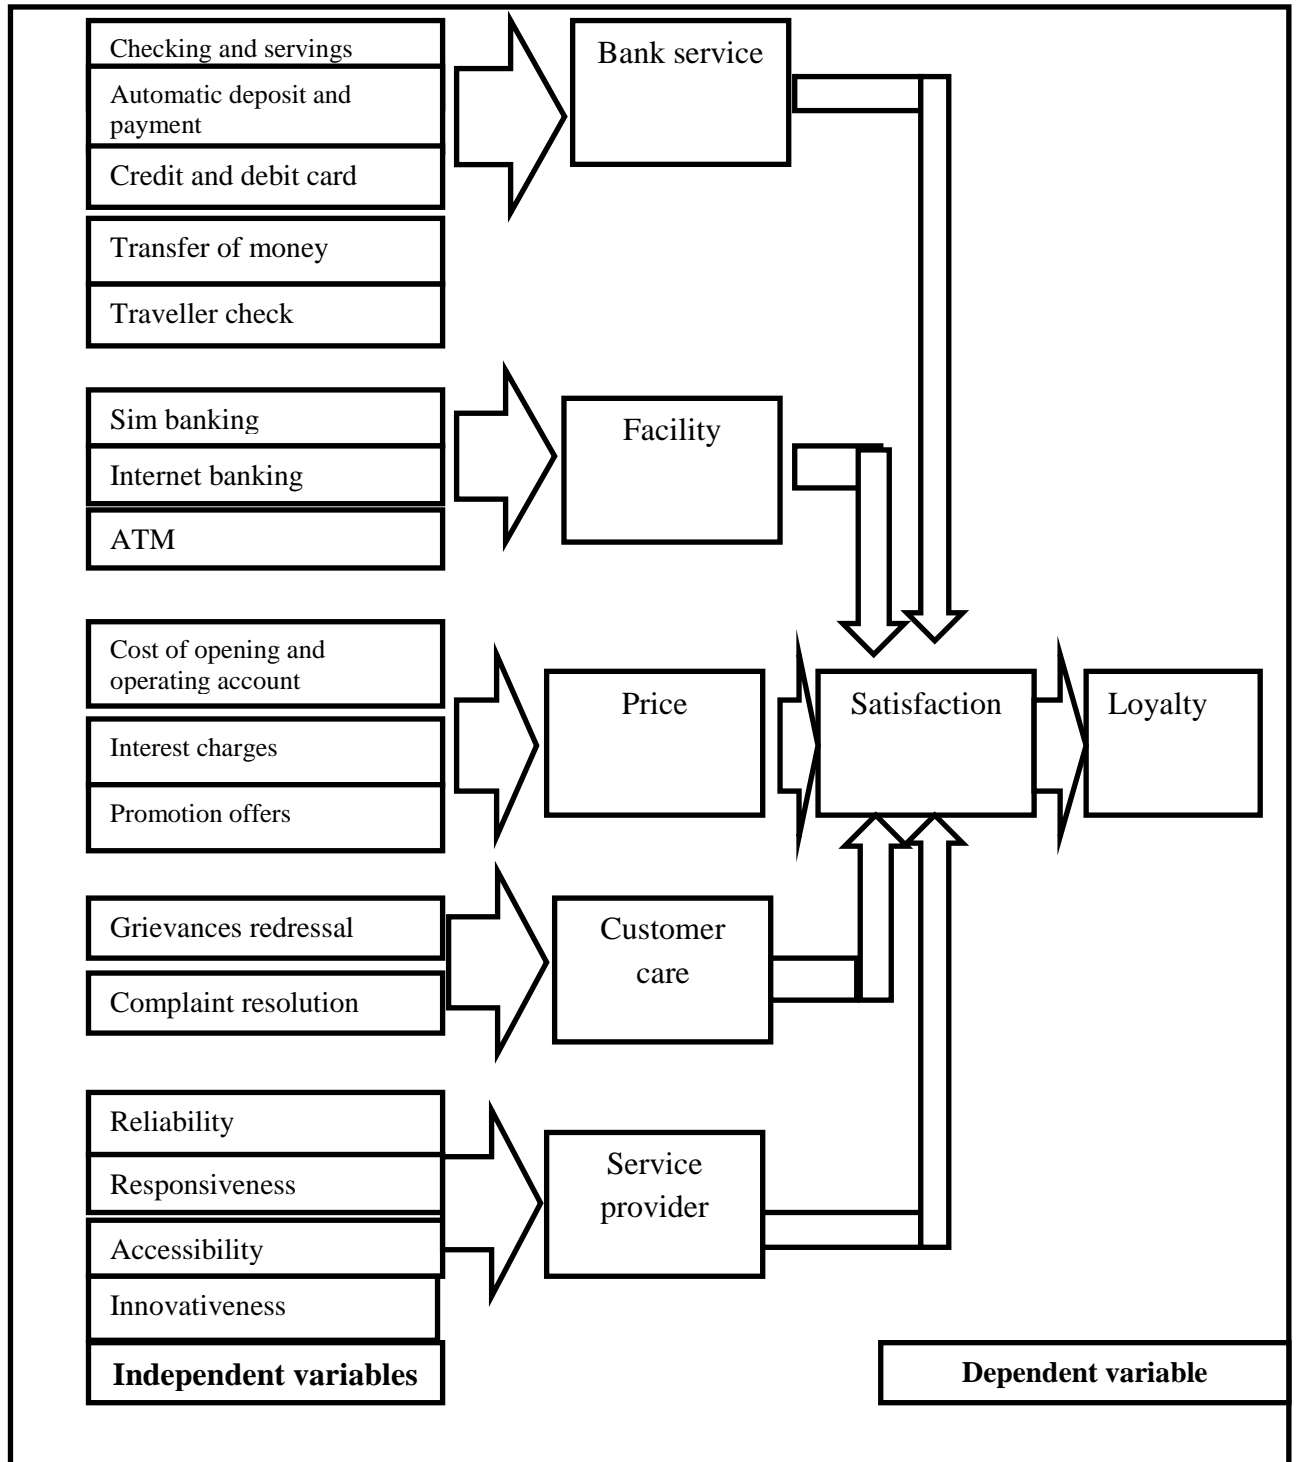 Checking and servings
Automatic deposit and
payment
Credit and debit card
Transfer of money
Traveller check
Bank service
Sim banking
Internet banking
ATM
Facility
Cost of opening and
operating account
Interest charges
Promotion offers
Price
Satisfaction
Loyalty
Grievances redressal
Complaint resolution
Customer
care
Reliability
Responsiveness
Accessibility
Innovativeness
Service
provider
Independent variables
Dependent variable